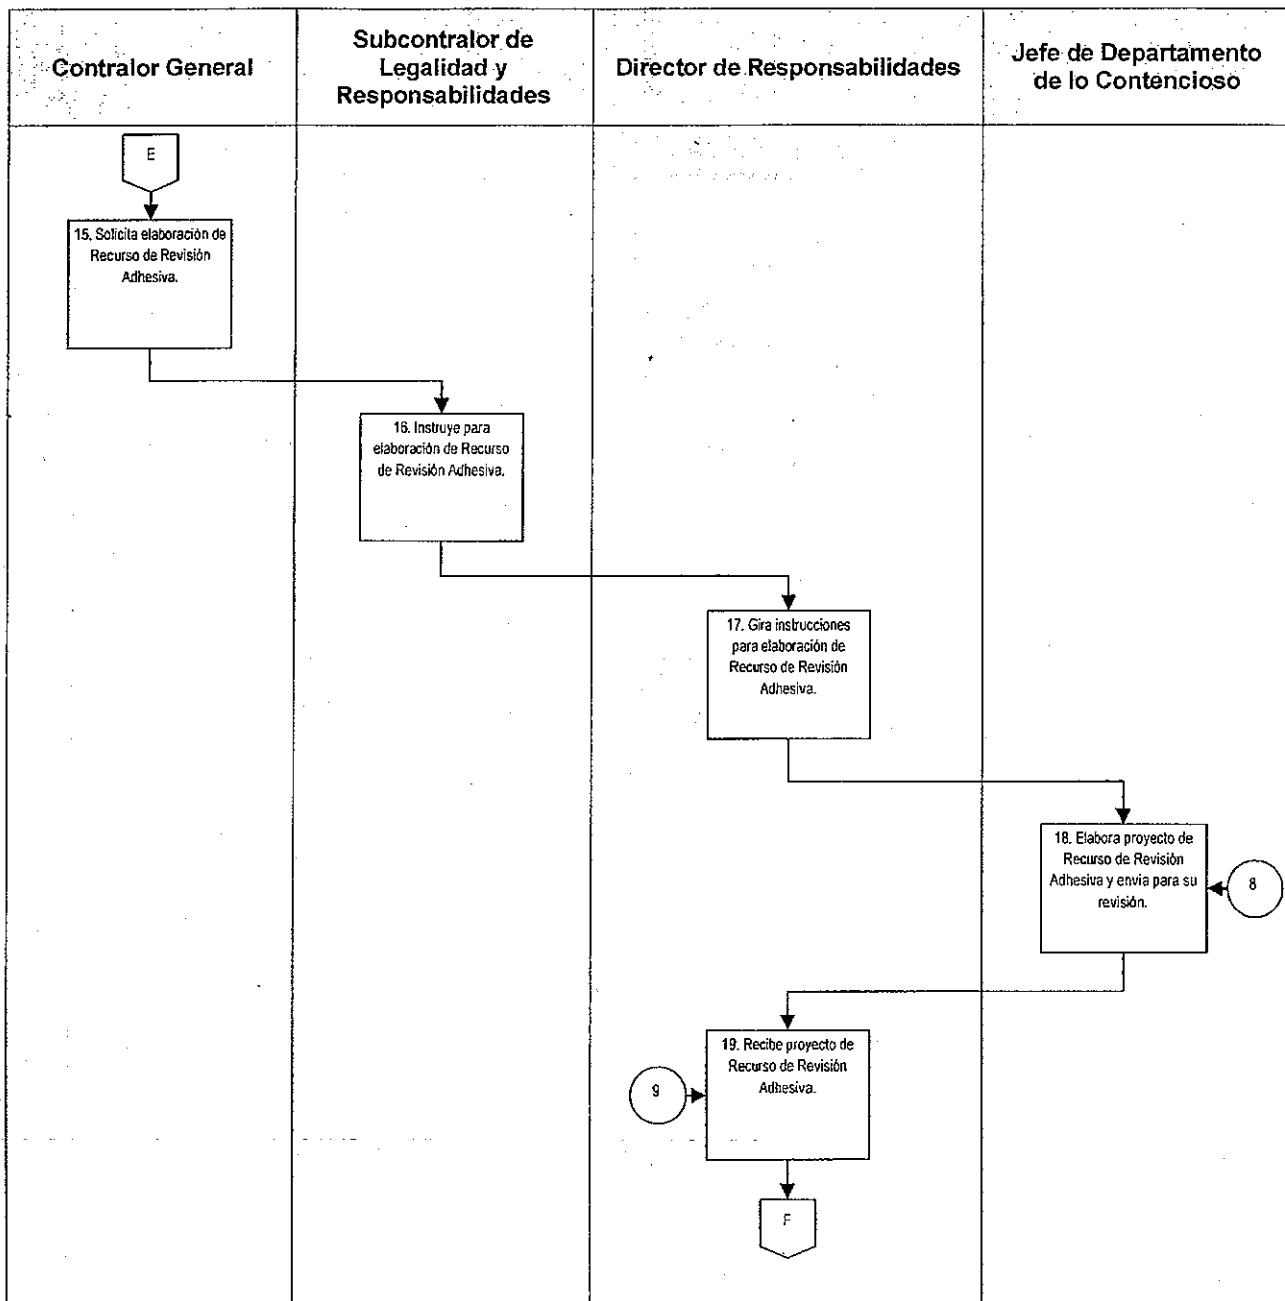 Contralor General
Subcontralor de
Legalidad y
Responsabilidades
Director de Responsabilidades
Jefe de Departamento
de lo Contencioso
E
15. Solicita elaboración de
Recurso de Revisión
Adhesiva.
16. Instruye para
elaboración de Recurso
de Revisión Adhesiva.
17. Gira instrucciones
para elaboración de
Recurso de Revisión
Adhesiva.
18. Elabora proyecto de
Recurso de Revisión
Adhesiva y envia para su
revisión.
8
19. Recibe proyecto de
Recurso de Revisión
Adhesiva.
9
F